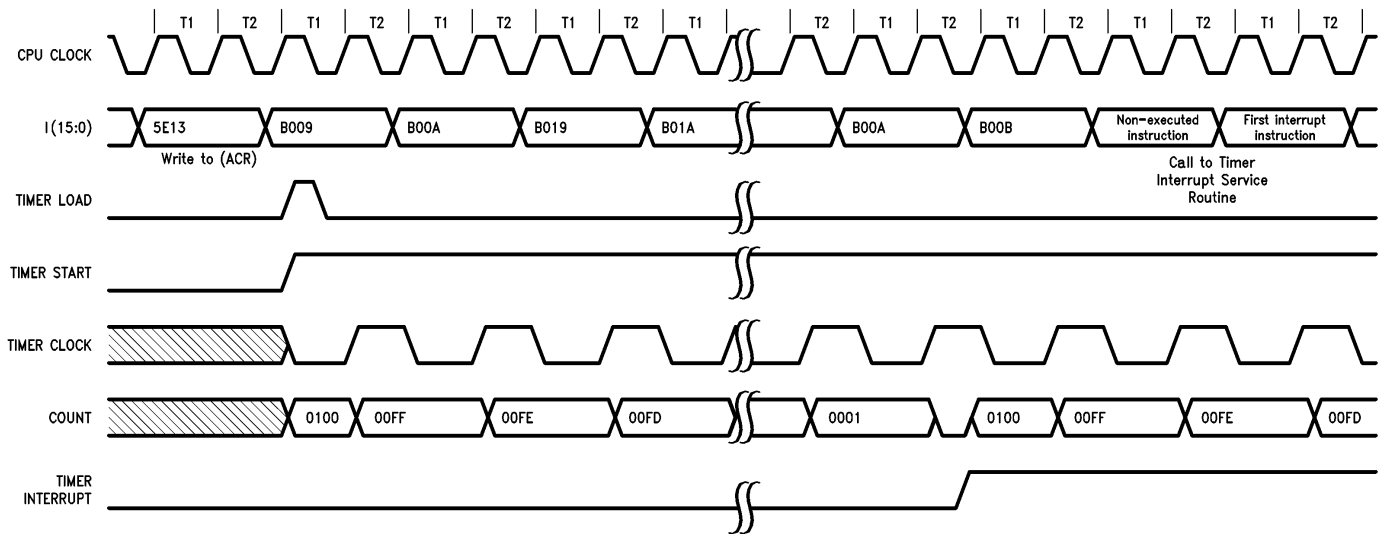 T1 T2 T1 T2 T1 T2 T1 T2 T1 T2 T1 T2 T1 T2 T1 T2
CPU CLOCK
I(15:0) 5E13 B009 B00A B019 B01A B00A B00B Non-executed instruction First interrupt instruction
Write to (ACR)
Call to Timer
Interrupt Service
Routine
TIMER LOAD
TIMER START
TIMER CLOCK
COUNT 0100 00FF 00FE 00FD 0001 0100 00FF 00FE 00FD
TIMER
INTERRUPT